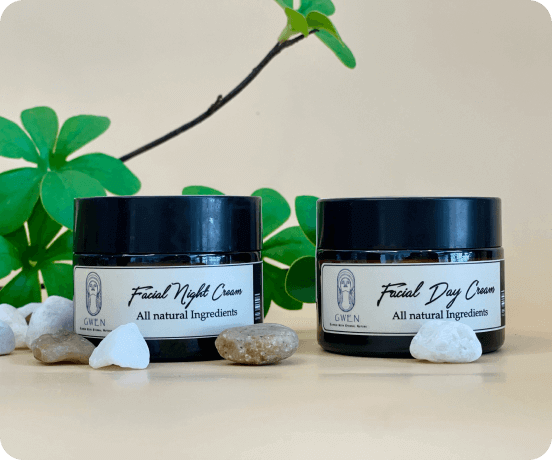 Facial Night Cream
All natural Ingredients
GWEN
Facial Day Cream
All natural Ingredients
GWEN